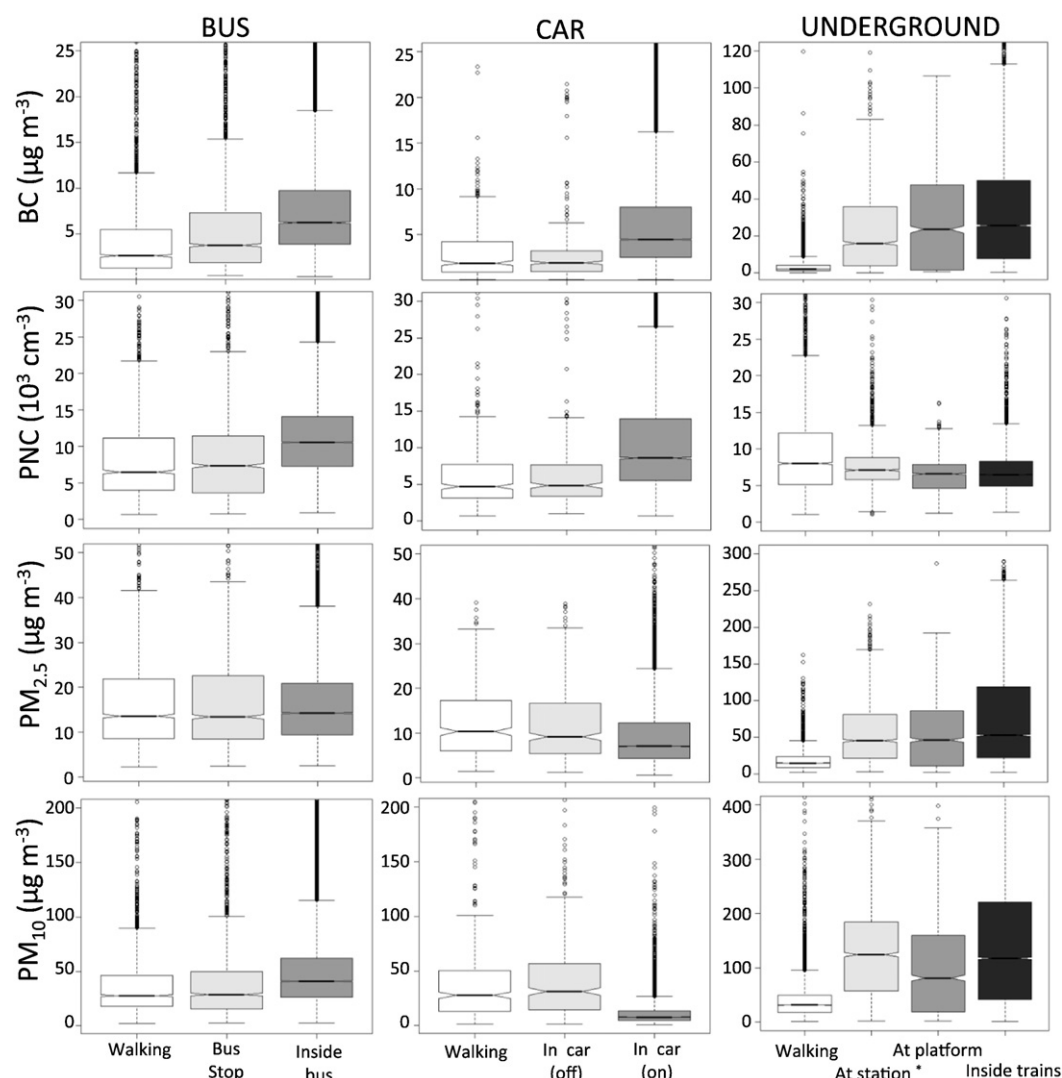 BUS CAR UNDERGROUND
BC (µg m⁻³)
25 25 120
20 20 100
15 15 80
10 10 60
5 5 40
20
0
PNC (10³ cm⁻³)
30 30 30
25 25 25
20 20 20
15 15 15
10 10 10
5 5 5
0 0 0
PM₂.₅ (µg m⁻³)
50 50 300
40 40 250
30 30 200
20 20 150
10 10 100
0 0 50
0
PM₁₀ (µg m⁻³)
200 200 400
150 150 300
100 100 200
50 50 100
0 0 0
Walking Bus Inside Walking In car In car Walking At platform
Stop bus (off) (on) At station * Inside trains